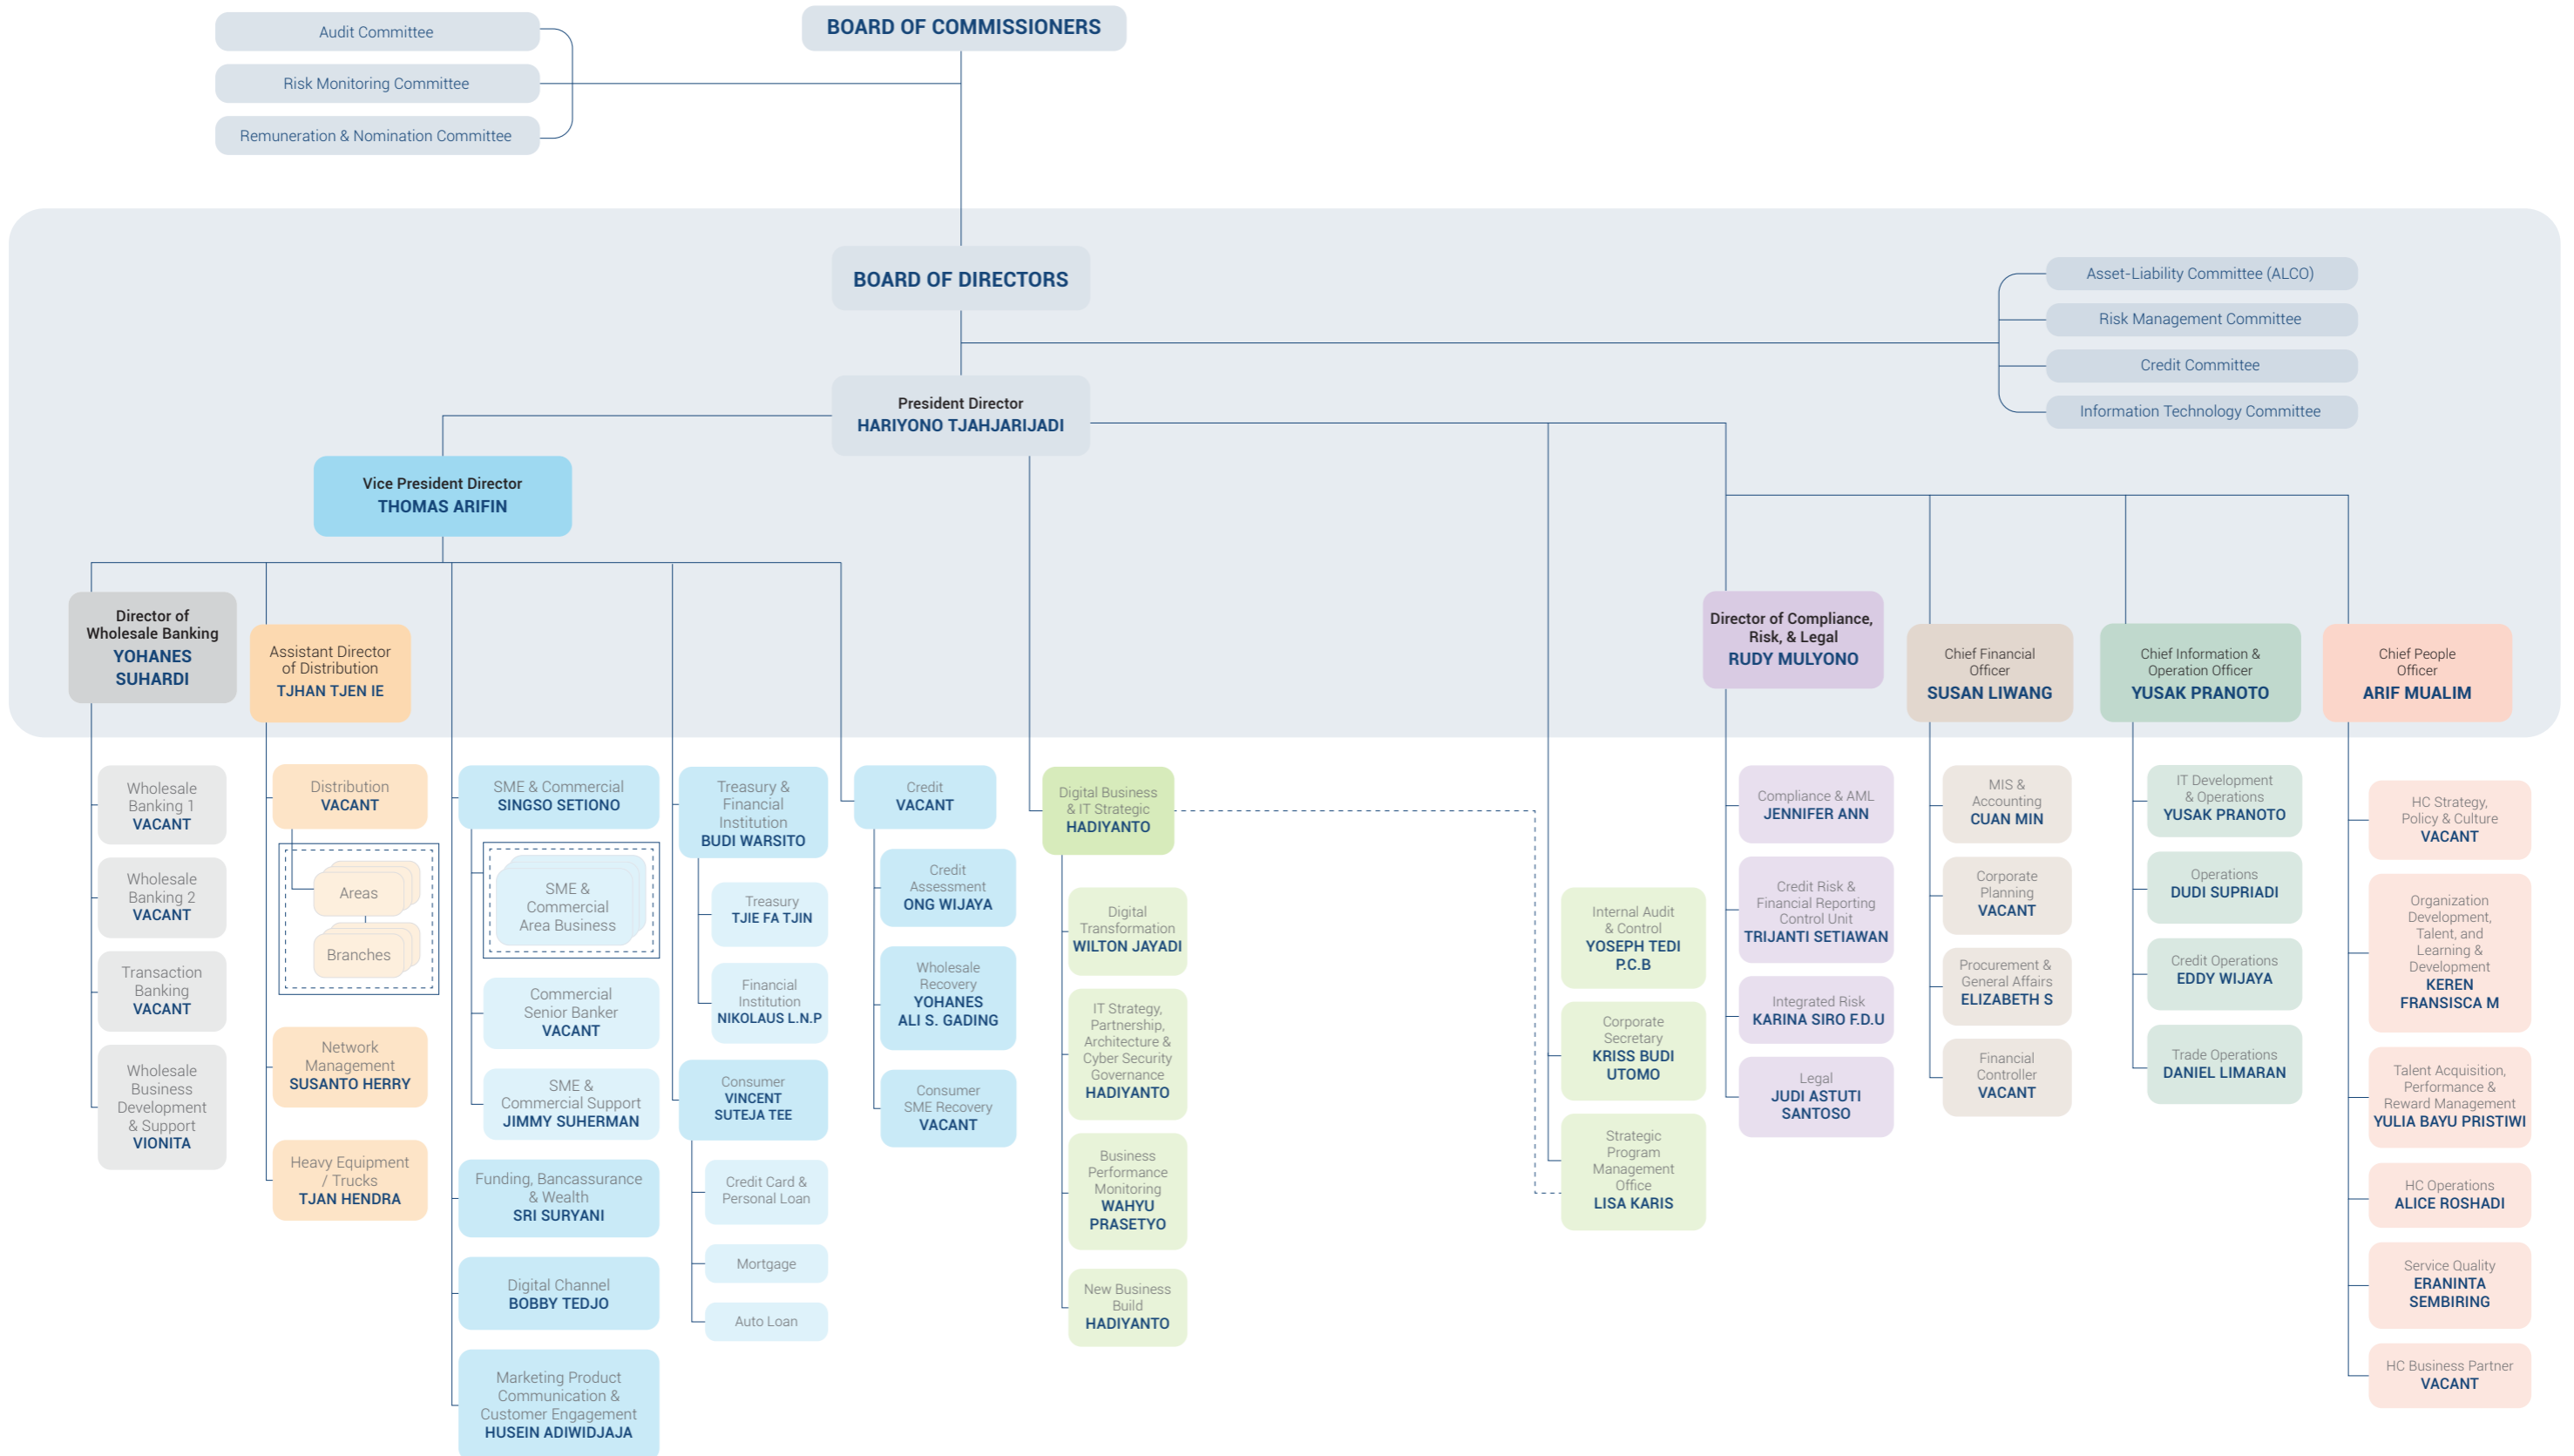 BOARD OF COMMISSIONERS
Audit Committee
Risk Monitoring Committee
Remuneration & Nomination Committee
BOARD OF DIRECTORS
Asset-Liability Committee (ALCO)
Risk Management Committee
Credit Committee
Information Technology Committee
President Director
HARIYONO TJAHJARIJADI
Vice President Director
THOMAS ARIFIN
Director of
Wholesale Banking
YOHANES
SUHARDI
Assistant Director
of Distribution
TJHAN TJEN IE
Director of Compliance,
Risk, & Legal
RUDY MULYONO
Chief Financial
Officer
SUSAN LIWANG
Chief Information &
Operation Officer
YUSAK PRANOTO
Chief People
Officer
ARIF MUALIM
Wholesale
Banking 1
VACANT
Wholesale
Banking 2
VACANT
Transaction
Banking
VACANT
Wholesale
Business
Development
& Support
VIONITA
Distribution
VACANT
Areas
Branches
Network
Management
SUSANTO HERRY
Heavy Equipment
/ Trucks
TJAN HENDRA
SME & Commercial
SINGSO SETIONO
SME &
Commercial
Area Business
Commercial
Senior Banker
VACANT
SME &
Commercial Support
JIMMY SUHERMAN
Funding, Bancassurance
& Wealth
SRI SURYANI
Digital Channel
BOBBY TEDJO
Marketing Product
Communication &
Customer Engagement
HUSEIN ADIWIDJAJA
Treasury &
Financial
Institution
BUDI WARSITO
Treasury
TJIE FA TJIN
Financial
Institution
NIKOLAUS L.N.P
Consumer
VINCENT
SUTEJA TEE
Credit Card &
Personal Loan
Mortgage
Auto Loan
Credit
VACANT
Credit
Assessment
ONG WIJAYA
Wholesale
Recovery
YOHANES
ALI S. GADING
Consumer
SME Recovery
VACANT
Digital Business
& IT Strategic
HADIYANTO
Digital
Transformation
WILTON JAYADI
IT Strategy,
Partnership,
Architecture &
Cyber Security
Governance
HADIYANTO
Business
Performance
Monitoring
WAHYU
PRASETYO
New Business
Build
HADIYANTO
Internal Audit
& Control
YOSEPH TEDI
P.C.B
Corporate
Secretary
KRISS BUDI
UTOMO
Strategic
Program
Management
Office
LISA KARIS
Compliance & AML
JENNIFER ANN
Credit Risk &
Financial Reporting
Control Unit
TRIJANTI SETIAWAN
Integrated Risk
KARINA SIRO F.D.U
Legal
JUDI ASTUTI
SANTOSO
MIS &
Accounting
CUAN MIN
Corporate
Planning
VACANT
Procurement &
General Affairs
ELIZABETH S
Financial
Controller
VACANT
IT Development
& Operations
YUSAK PRANOTO
Operations
DUDI SUPRIADI
Credit Operations
EDDY WIJAYA
Trade Operations
DANIEL LIMARAN
HC Strategy,
Policy & Culture
VACANT
Organization
Development,
Talent, and
Learning &
Development
KEREN
FRANSISCA M
Talent Acquisition,
Performance &
Reward Management
YULIA BAYU PRISTIWI
HC Operations
ALICE ROSHADI
Service Quality
ERANINTA
SEMBIRING
HC Business Partner
VACANT